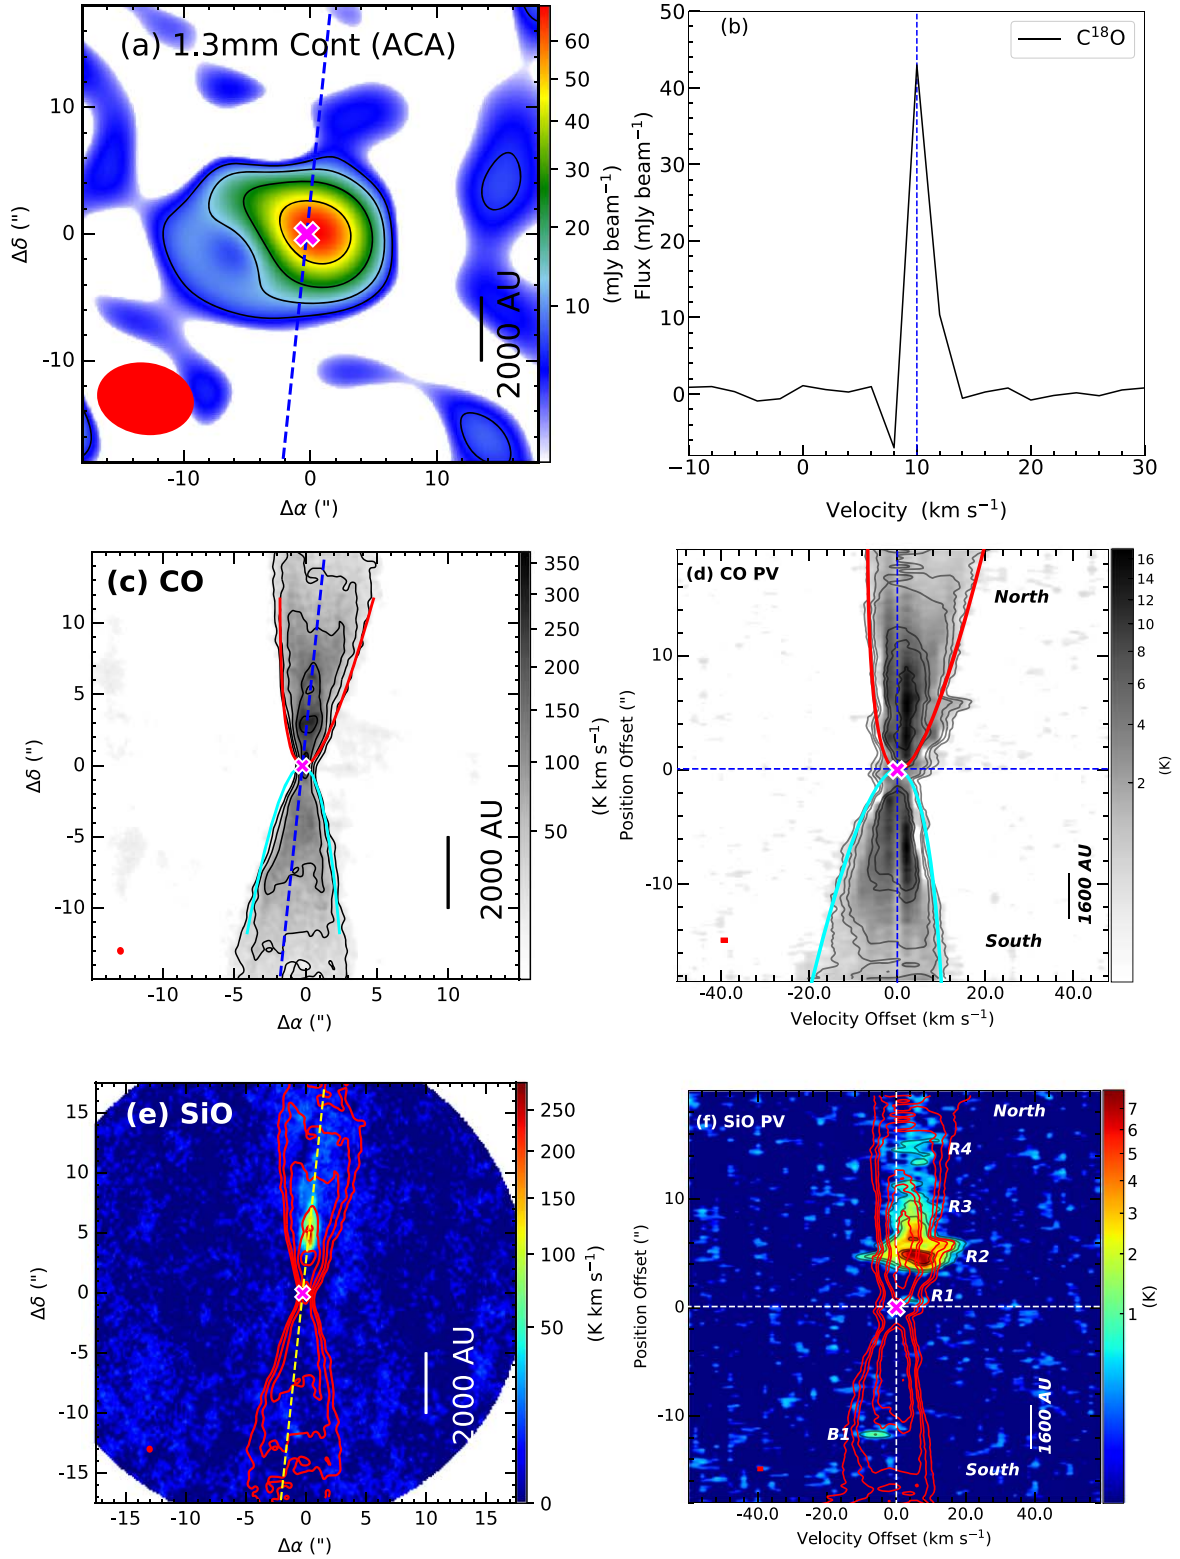 (a) 1.3mm Cont (ACA)
10
0
-10
-10
0
10
Δδ (")
Δα (")
2000 AU
60
50
40
30
20
10
(mJy beam⁻¹)
(b)
C¹⁸O
50
40
30
20
10
0
−10
0
10
20
30
Flux (mJy beam⁻¹)
Velocity (km s⁻¹)
(c) CO
10
5
0
-5
-10
-10
-5
0
5
10
Δδ (")
Δα (")
2000 AU
350
300
250
200
150
100
50
(K km s⁻¹)
(d) CO PV
North
South
10
0
-10
-40.0
-20.0
0.0
20.0
40.0
Position Offset (")
Velocity Offset (km s⁻¹)
1600 AU
16
14
12
10
8
6
4
2
(K)
(e) SiO
15
10
5
0
-5
-10
-15
-15
-10
-5
0
5
10
15
Δδ (")
Δα (")
2000 AU
250
200
150
100
50
0
(K km s⁻¹)
(f) SiO PV
North
R4
R3
R2
R1
B1
South
10
0
-10
-60.0
-40.0
-20.0
0.0
20.0
40.0
Position Offset (")
Velocity Offset (km s⁻¹)
1600 AU
7
6
5
4
3
2
1
(K)